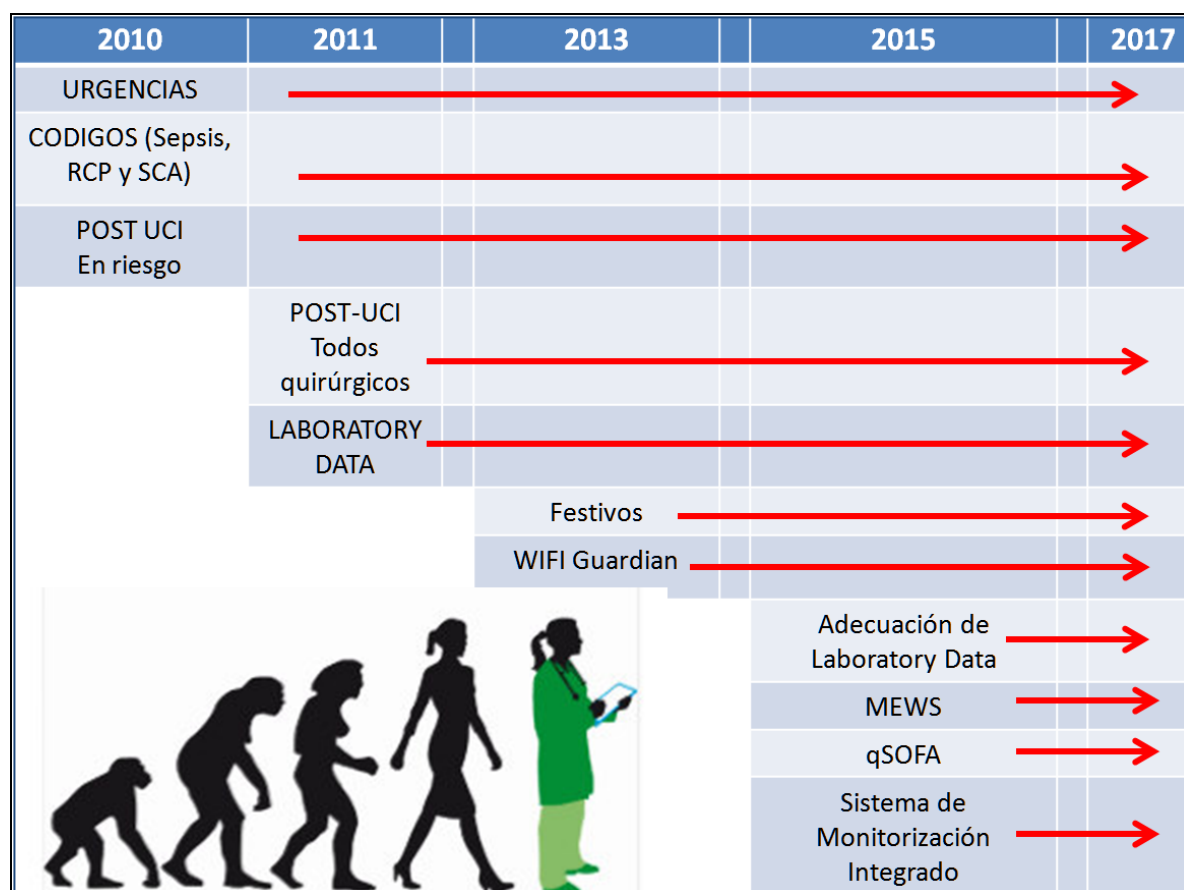 2010 2011 2013 2015 2017
URGENCIAS
CODIGOS (Sepsis,
RCP y SCA)
POST UCI
En riesgo
POST-UCI
Todos
quirúrgicos
LABORATORY
DATA
Festivos
WIFI Guardian
Adecuación de
Laboratory Data
MEWS
qSOFA
Sistema de
Monitorización
Integrado